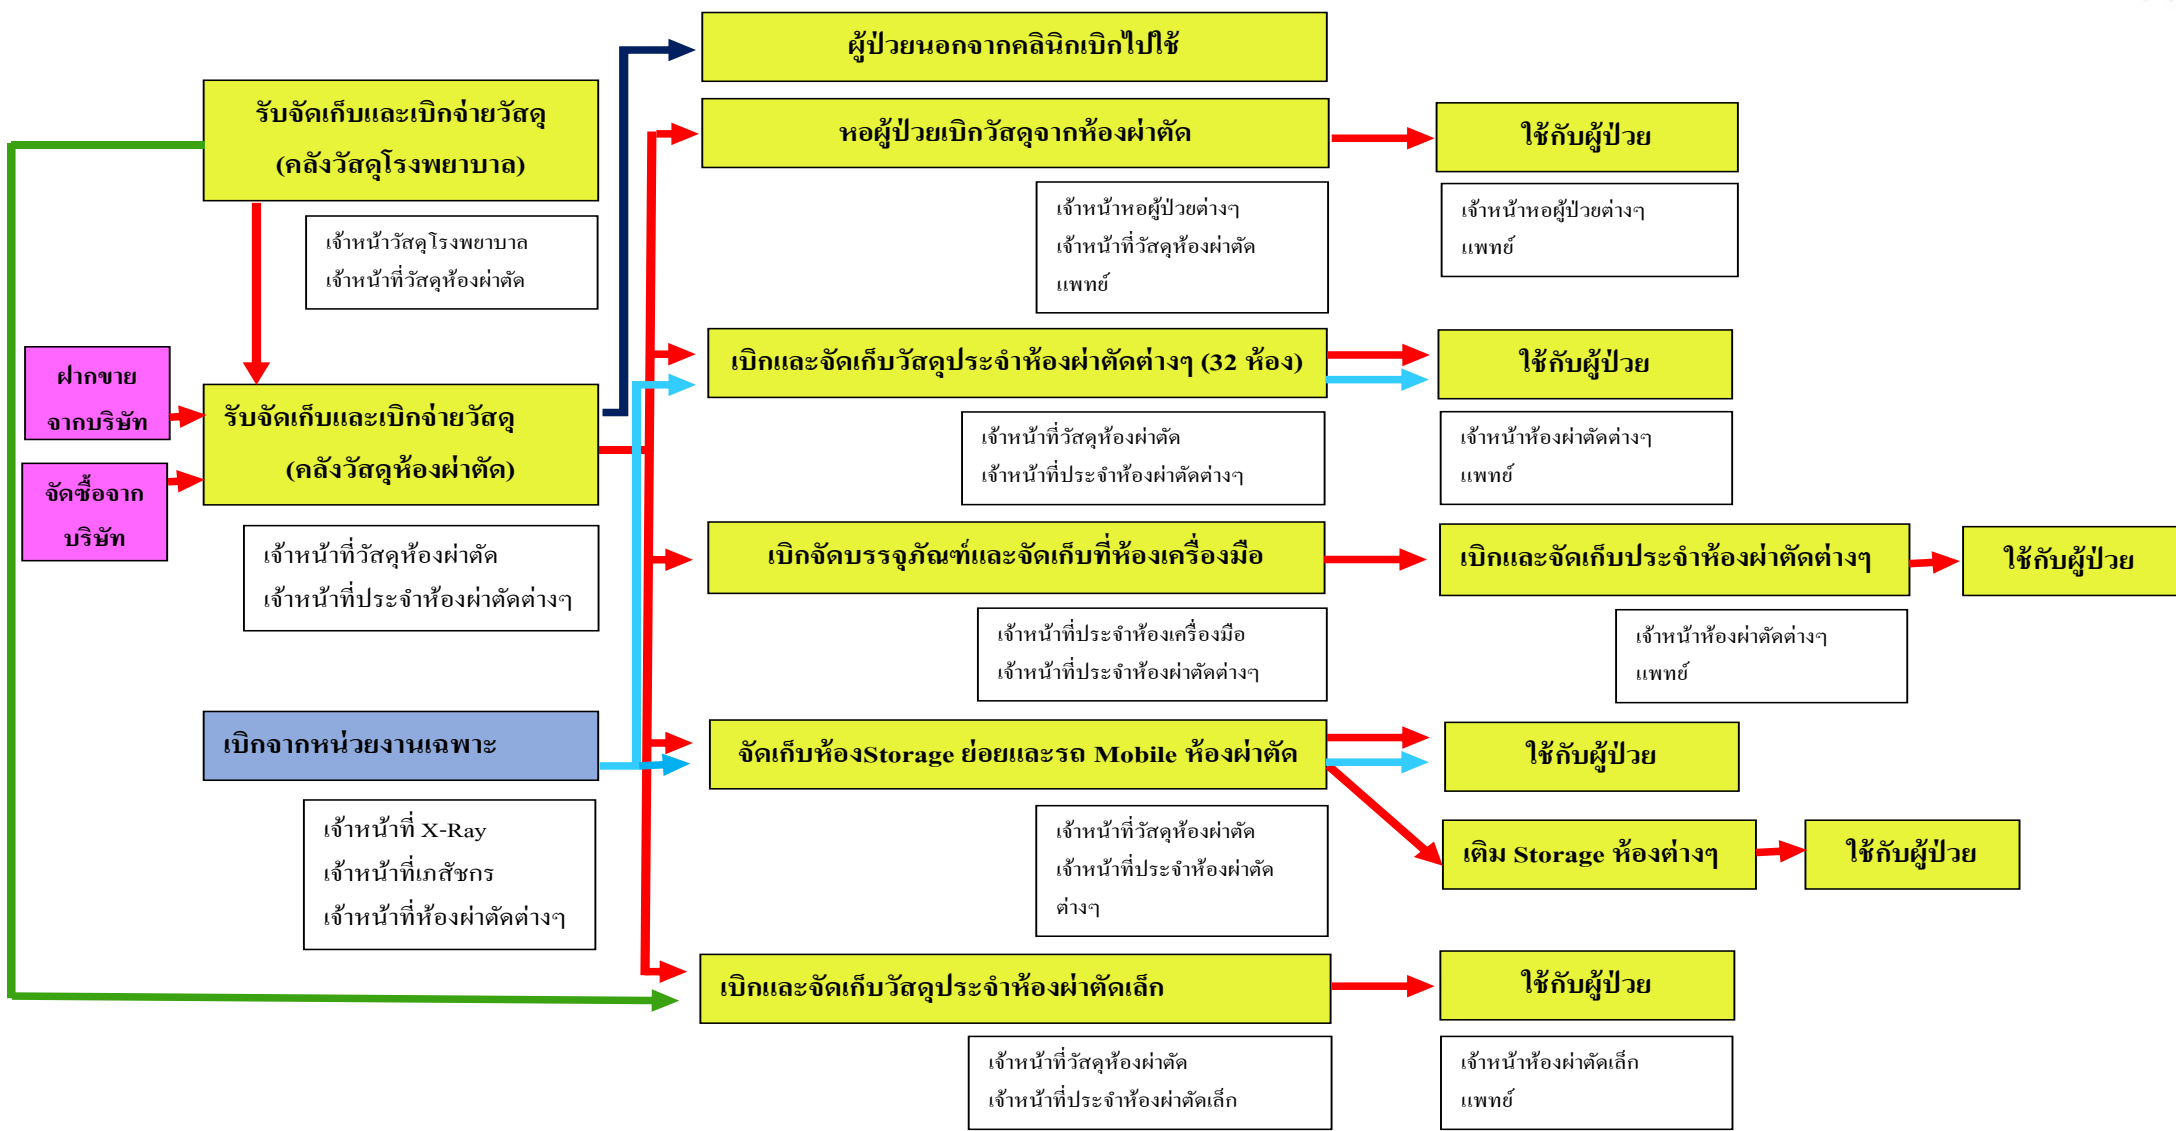 ผู้ป่วยนอกจากคลินิกเบิกไปใช้
รับจัดเก็บและเบิกจ่ายวัสดุ
(คลังวัสดุโรงพยาบาล)
หอผู้ป่วยเบิกวัสดุจากห้องผ่าตัด
ใช้กับผู้ป่วย
เจ้าหน้าวัสดุโรงพยาบาล
เจ้าหน้าที่วัสดุห้องผ่าตัด
เจ้าหน้าหอผู้ป่วยต่างๆ
เจ้าหน้าที่วัสดุห้องผ่าตัด
แพทย์
เจ้าหน้าหอผู้ป่วยต่างๆ
แพทย์
ฝากขาย
จากบริษัท
รับจัดเก็บและเบิกจ่ายวัสดุ
(คลังวัสดุห้องผ่าตัด)
เบิกและจัดเก็บวัสดุประจำห้องผ่าตัดต่างๆ (32 ห้อง)
ใช้กับผู้ป่วย
จัดซื้อจาก
บริษัท
เจ้าหน้าที่วัสดุห้องผ่าตัด
เจ้าหน้าที่ประจำห้องผ่าตัดต่างๆ
เจ้าหน้าห้องผ่าตัดต่างๆ
แพทย์
เจ้าหน้าที่วัสดุห้องผ่าตัด
เจ้าหน้าที่ประจำห้องผ่าตัดต่างๆ
เบิกจัดบรรจุภัณฑ์และจัดเก็บที่ห้องเครื่องมือ
เบิกและจัดเก็บประจำห้องผ่าตัดต่างๆ
ใช้กับผู้ป่วย
เจ้าหน้าที่ประจำห้องเครื่องมือ
เจ้าหน้าที่ประจำห้องผ่าตัดต่างๆ
เจ้าหน้าห้องผ่าตัดต่างๆ
แพทย์
เบิกจากหน่วยงานเฉพาะ
จัดเก็บห้องStorage ย่อยและรถ Mobile ห้องผ่าตัด
ใช้กับผู้ป่วย
เจ้าหน้าที่ X-Ray
เจ้าหน้าที่เภสัชกร
เจ้าหน้าที่ห้องผ่าตัดต่างๆ
เจ้าหน้าที่วัสดุห้องผ่าตัด
เจ้าหน้าที่ประจำห้องผ่าตัด
ต่างๆ
เติม Storage ห้องต่างๆ
ใช้กับผู้ป่วย
เบิกและจัดเก็บวัสดุประจำห้องผ่าตัดเล็ก
ใช้กับผู้ป่วย
เจ้าหน้าที่วัสดุห้องผ่าตัด
เจ้าหน้าที่ประจำห้องผ่าตัดเล็ก
เจ้าหน้าห้องผ่าตัดเล็ก
แพทย์